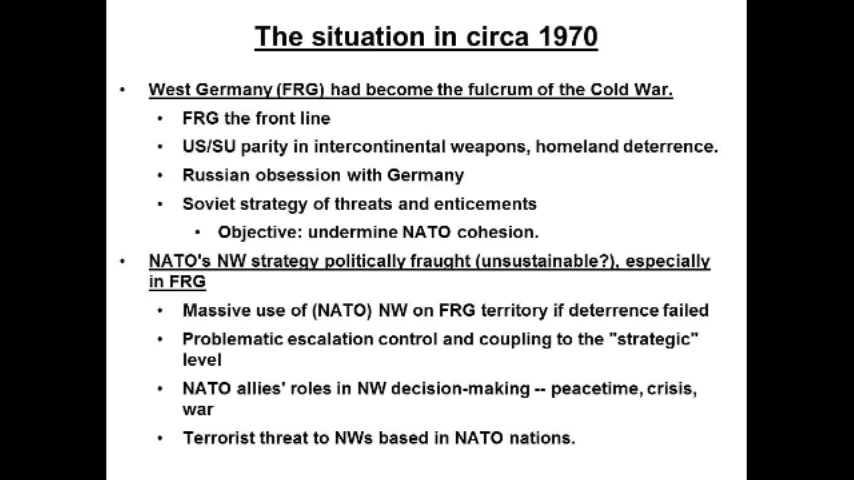 The situation in circa 1970
• West Germany (FRG) had become the fulcrum of the Cold War.
• FRG the front line
• US/SU parity in intercontinental weapons, homeland deterrence.
• Russian obsession with Germany
• Soviet strategy of threats and enticements
• Objective: undermine NATO cohesion.
• NATO's NW strategy politically fraught (unsustainable?), especially
in FRG
• Massive use of (NATO) NW on FRG territory if deterrence failed
• Problematic escalation control and coupling to the "strategic"
level
• NATO allies' roles in NW decision-making -- peacetime, crisis,
war
• Terrorist threat to NWs based in NATO nations.